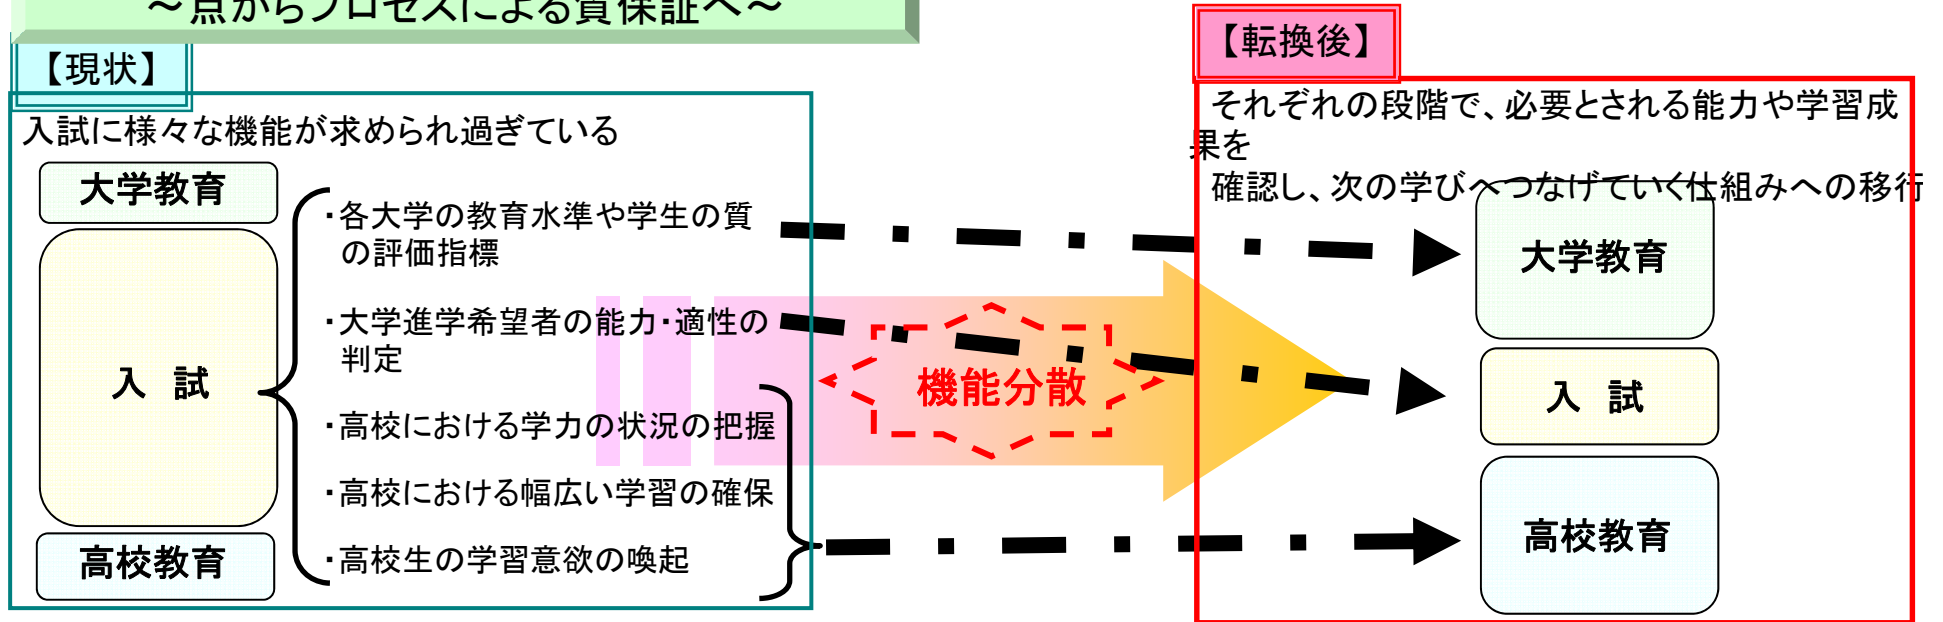 ～点からプロセスによる質保証へ～
【現状】
入試に様々な機能が求められ過ぎている
大学教育
入　試
高校教育
・各大学の教育水準や学生の質
の評価指標
・大学進学希望者の能力・適性の
判定
・高校における学力の状況の把握
・高校における幅広い学習の確保
・高校生の学習意欲の喚起
機能分散
【転換後】
それぞれの段階で、必要とされる能力や学習成
果を
確認し、次の学びへつなげていく仕組みへの移行
大学教育
入　試
高校教育